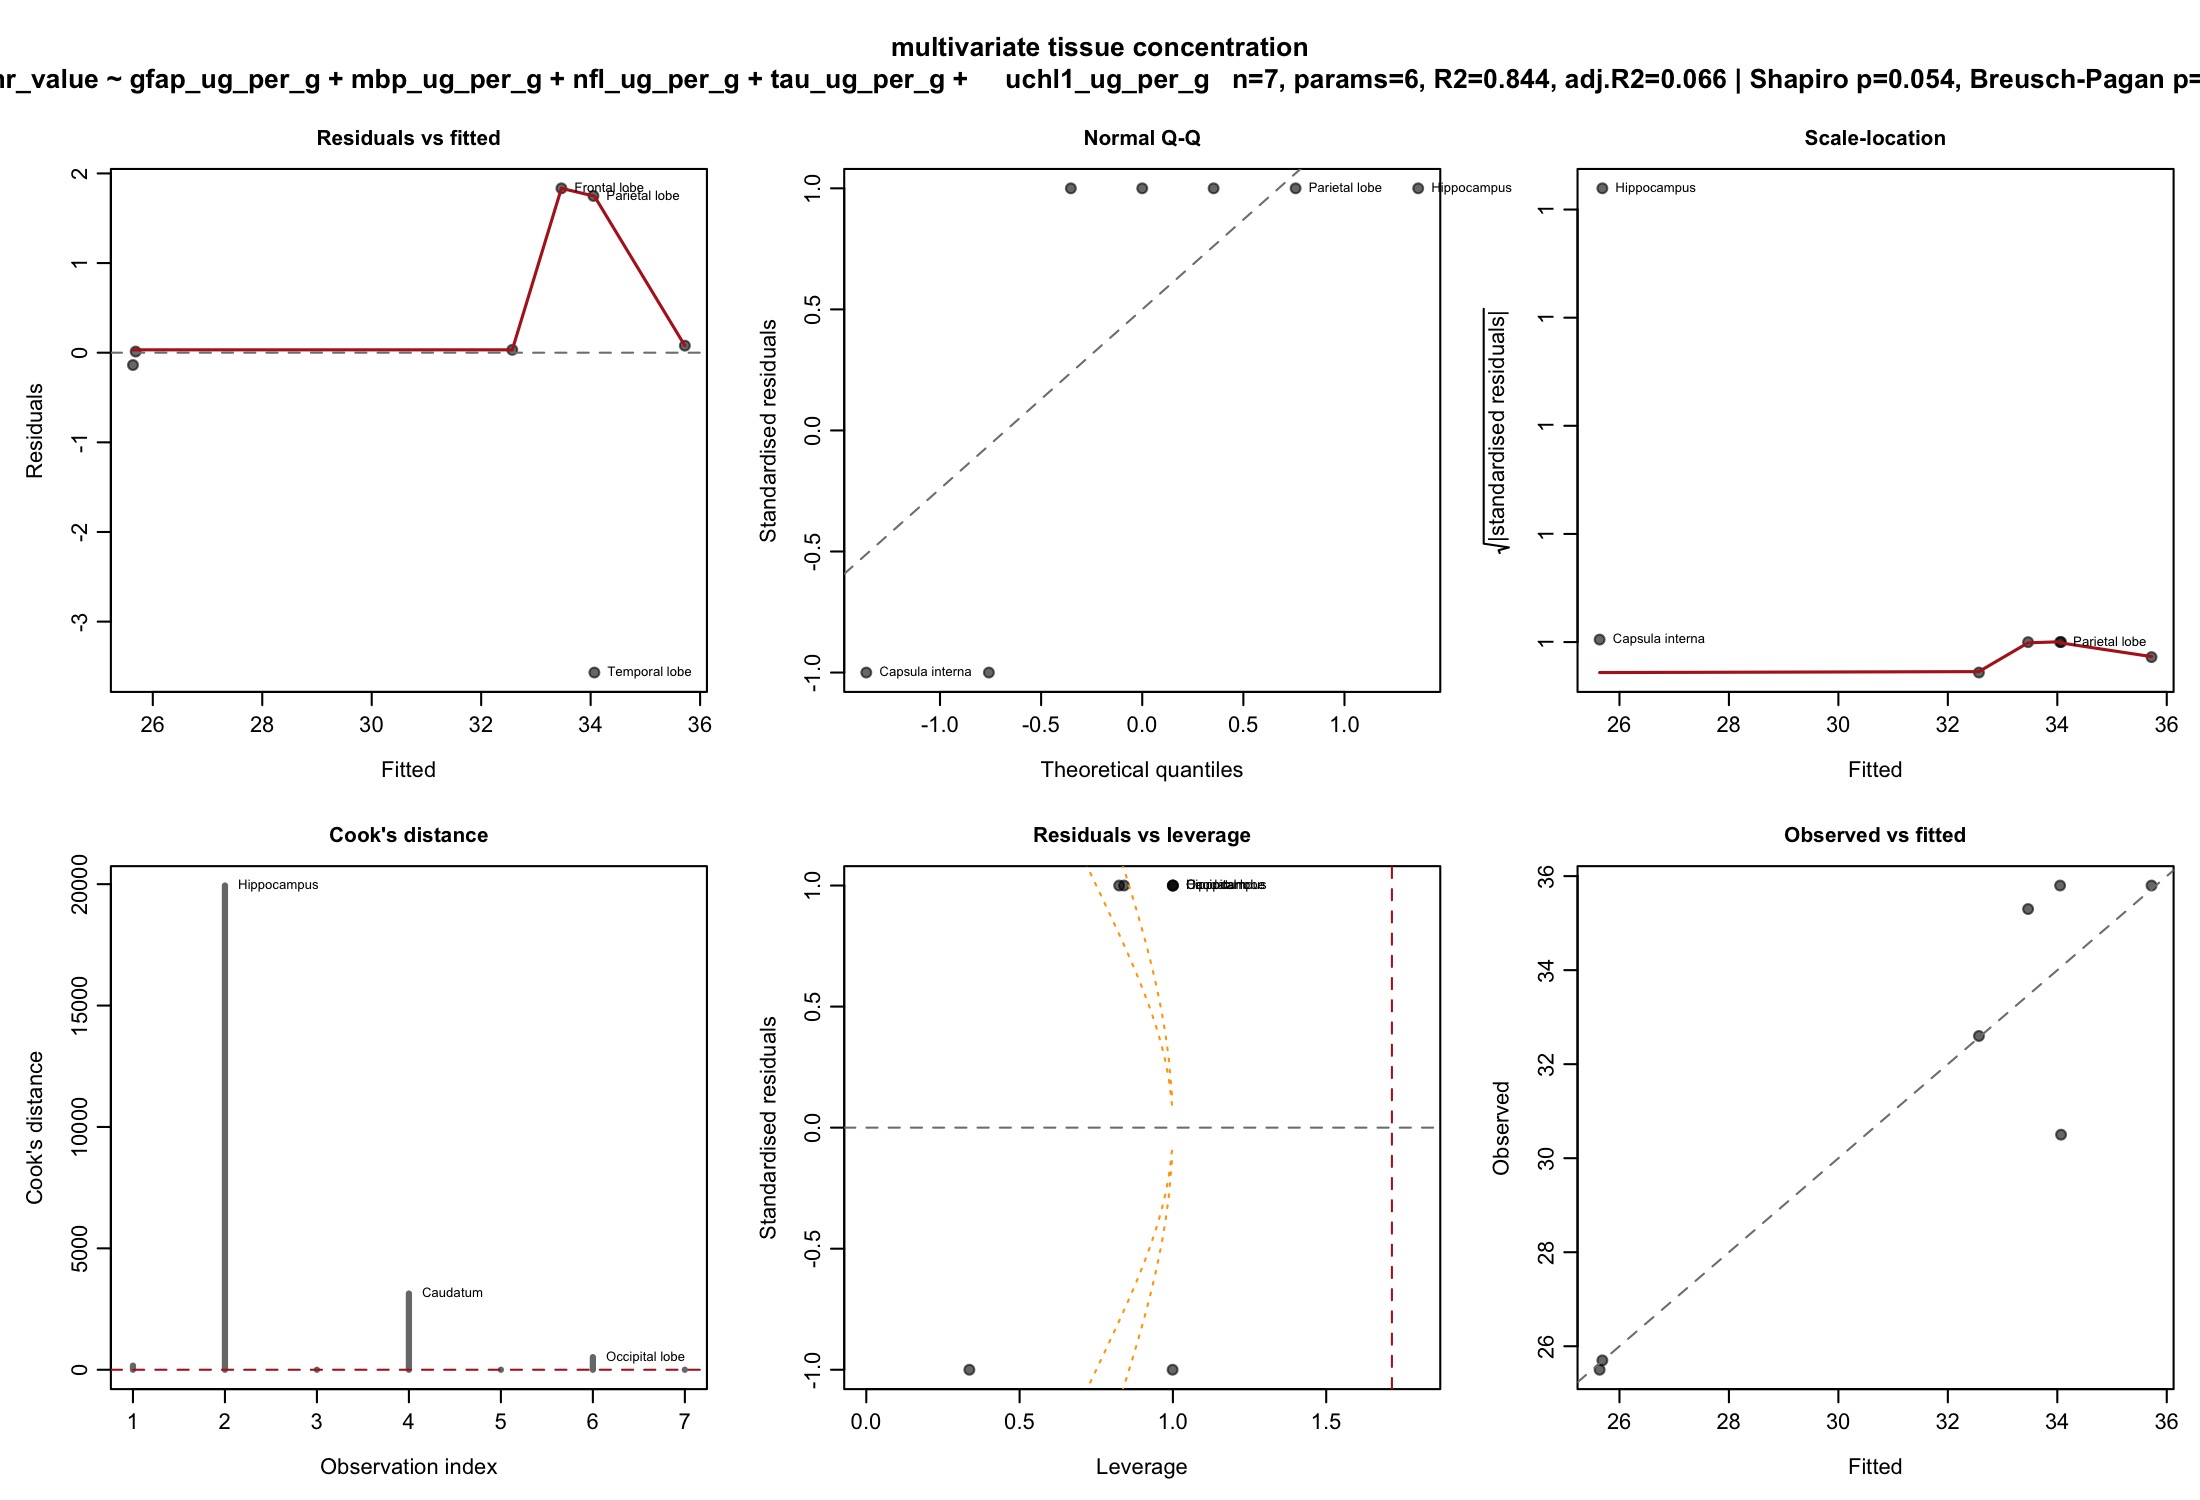 multivariate tissue concentration
nr_value ~ gfap_ug_per_g + mbp_ug_per_g + nfl_ug_per_g + tau_ug_per_g + uchl1_ug_per_g n=7, params=6, R2=0.844, adj.R2=0.066 | Shapiro p=0.054, Breusch-Pagan p=
Residuals vs fitted
Residuals
2
1
0
-1
-2
-3
Frontal lobe
Parietal lobe
Temporal lobe
26 28 30 32 34 36
Fitted
Normal Q-Q
Standardised residuals
1.0
0.5
0.0
-0.5
-1.0
Parietal lobe
Hippocampus
Capsula interna
-1.0 -0.5 0.0 0.5 1.0
Theoretical quantiles
Scale-location
√|standardised residuals|
1
1
1
1
1
Hippocampus
Capsula interna
Parietal lobe
26 28 30 32 34 36
Fitted
Cook's distance
Cook's distance
20000
15000
10000
5000
0
Hippocampus
Caudatum
Occipital lobe
1 2 3 4 5 6 7
Observation index
Residuals vs leverage
Standardised residuals
1.0
0.5
0.0
-0.5
-1.0
0.0 0.5 1.0 1.5
Leverage
Observed vs fitted
Observed
36
34
32
30
28
26
26 28 30 32 34 36
Fitted